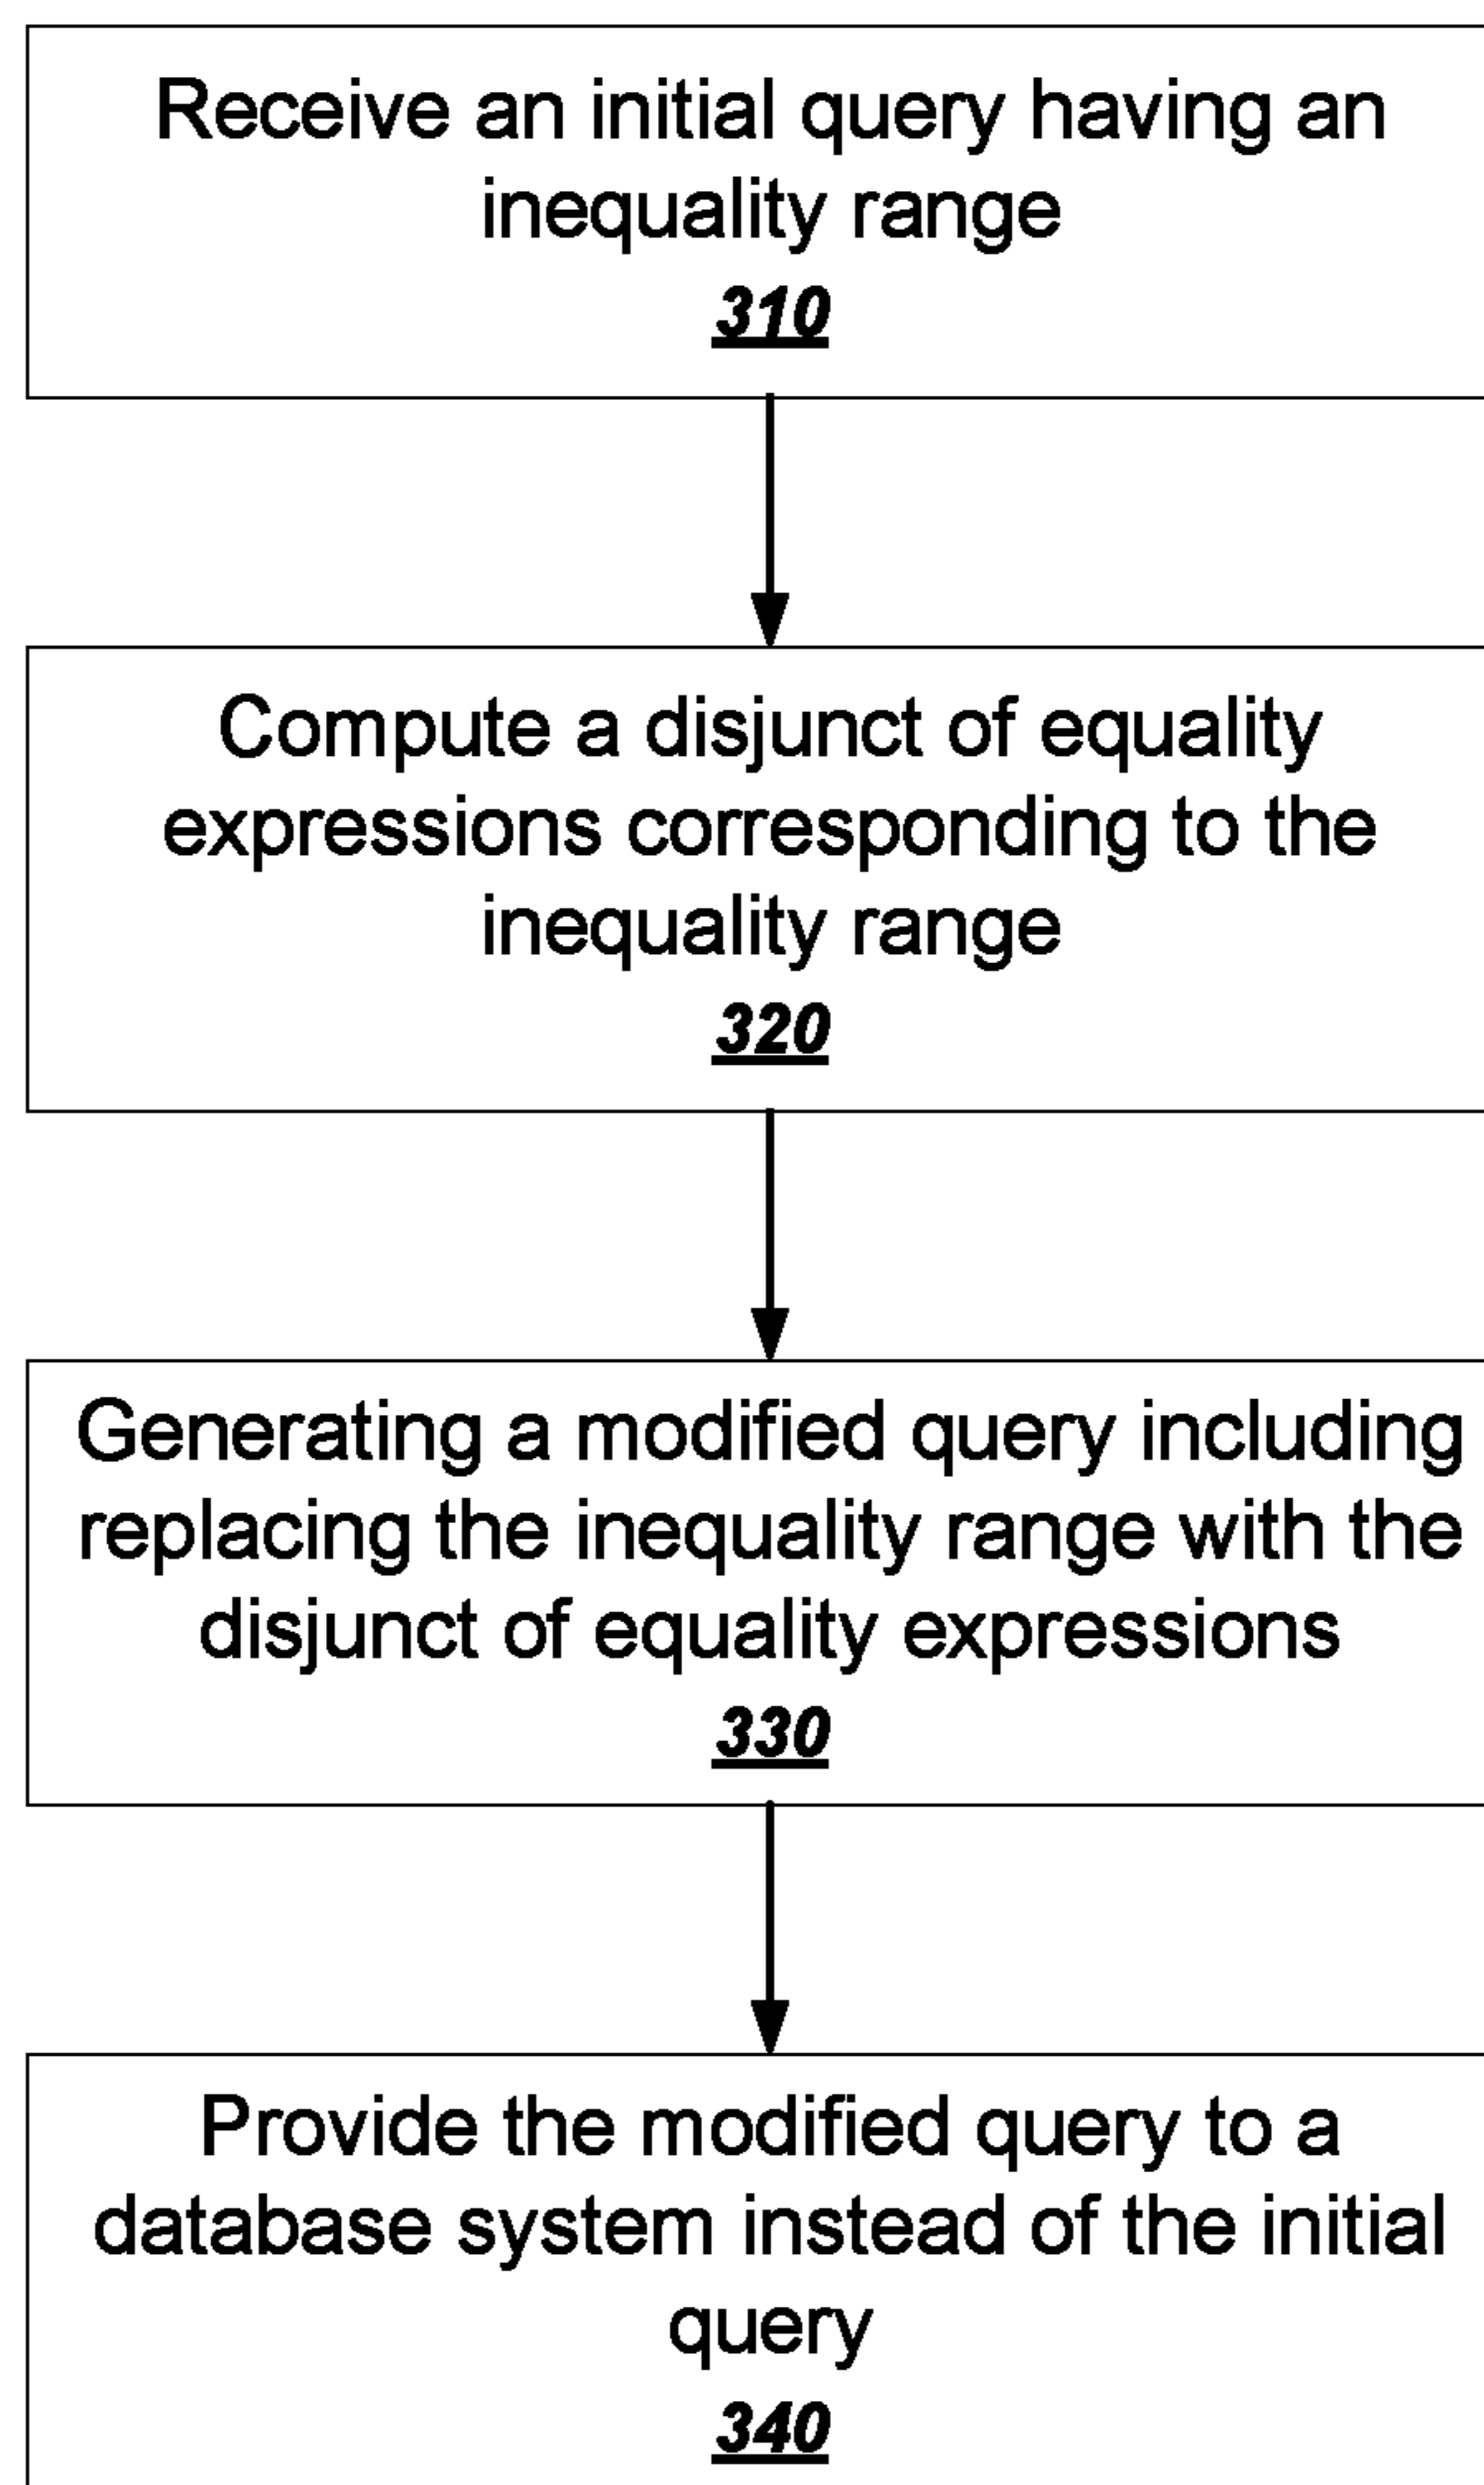 Receive an initial query having an
inequality range
310
Compute a disjunct of equality
expressions corresponding to the
inequality range
320
Generating a modified query including
replacing the inequality range with the
disjunct of equality expressions
330
Provide the modified query to a
database system instead of the initial
query
340